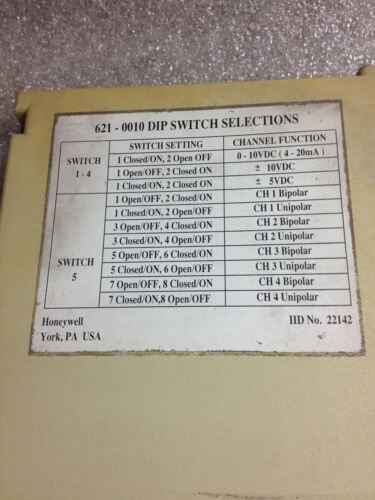 621 - 0010 DIP SWITCH SELECTIONS
SWITCH SETTING CHANNEL FUNCTION
SWITCH 1 - 4
1 Closed/ON, 2 Open OFF 0 - 10VDC ( 4 - 20mA )
1 Open/OFF, 2 Closed ON ± 10VDC
1 Closed/ON, 2 Closed ON ± 5VDC
SWITCH 5
1 Open/OFF, 2 Closed/ON CH 1 Bipolar
1 Closed/ON, 2 Open/OFF CH 1 Unipolar
3 Open/OFF, 4 Closed/ON CH 2 Bipolar
3 Closed/ON, 4 Open/OFF CH 2 Unipolar
5 Open/OFF, 6 Closed/ON CH 3 Bipolar
5 Closed/ON, 6 Open/OFF CH 3 Unipolar
7 Open/OFF, 8 Closed/ON CH 4 Bipolar
7 Closed/ON,8 Open/OFF CH 4 Unipolar
Honeywell IID No. 22142
York, PA USA